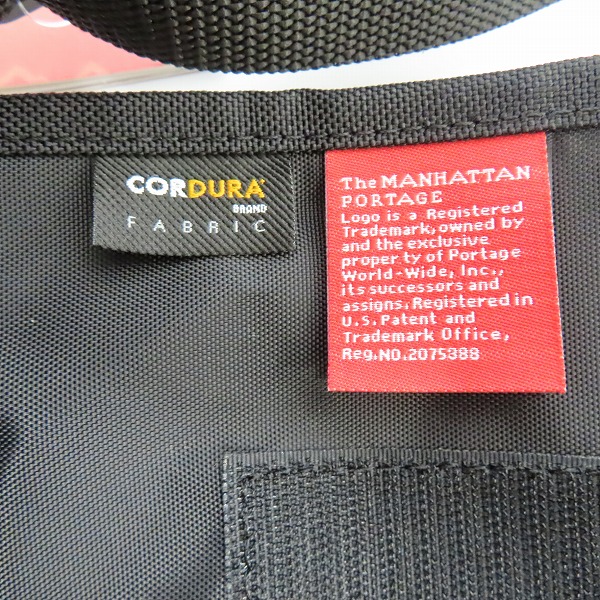 CORDURA®
BRAND
FABRIC
The MANHATTAN
PORTAGE
Logo is a Registered
Trademark, owned by
and the exclusive
property of Portage
World-Wide, Inc.,
its successors and
assigns. Registered in
U.S. Patent and
Trademark Office,
Reg.NO.2075388